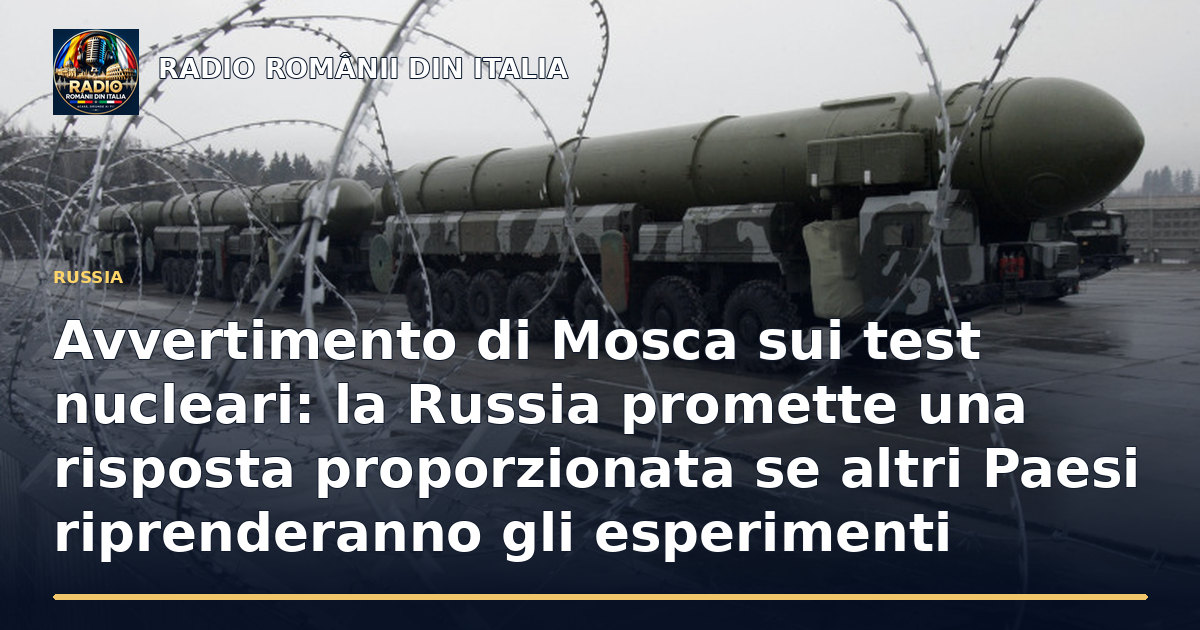 RADIO
ROMÂNII DIN ITALIA
RADIO ROMÂNII DIN ITALIA
RUSSIA
Avvertimento di Mosca sui test
nucleari: la Russia promette una
risposta proporzionata se altri Paesi
riprenderanno gli esperimenti